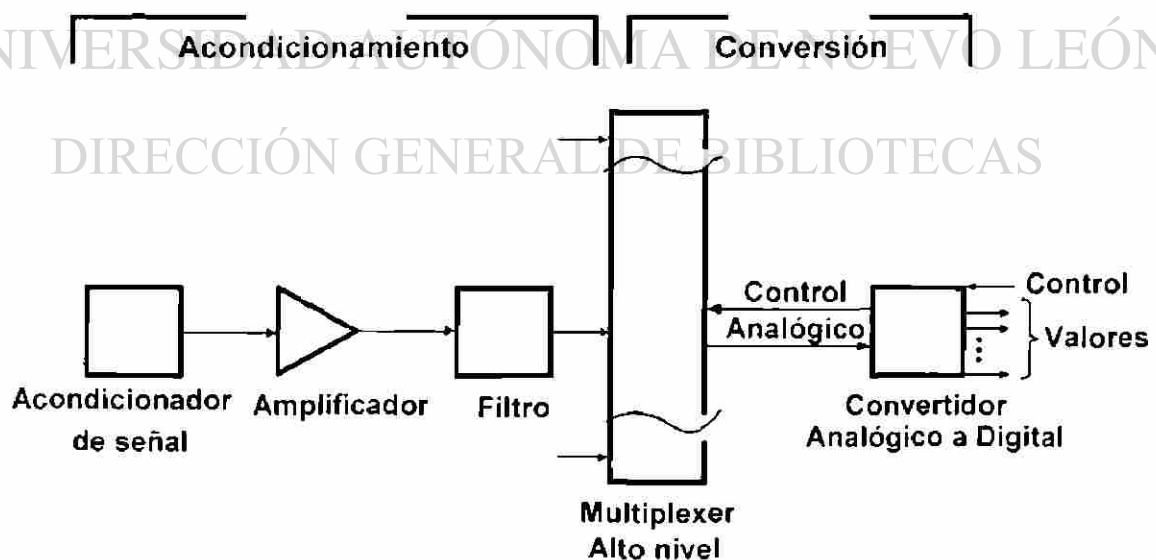 UNIVERSIDAD AUTÓNOMA DE NUEVO LEÓN
Acondicionamiento
Conversión
DIRECCIÓN GENERAL DE BIBLIOTECAS
Control
Control
Analógico
Valores
Acondicionador
de señal
Amplificador
Filtro
Convertidor
Analógico a Digital
Multiplexer
Alto nivel